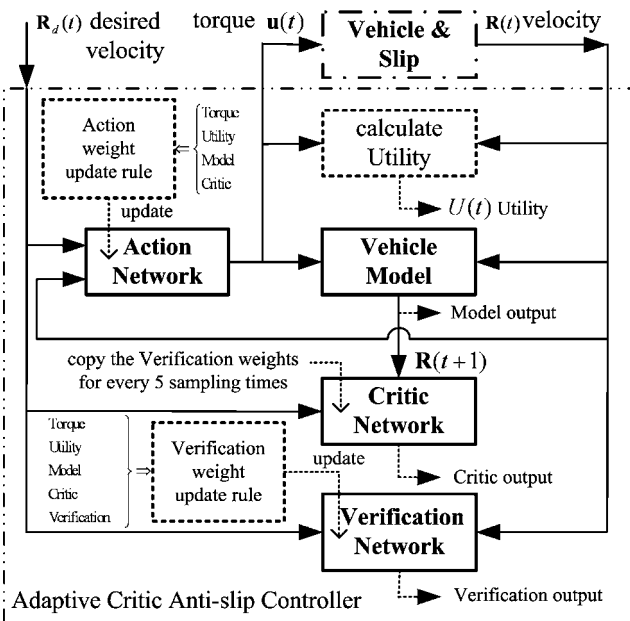 R_d(t) desired
velocity
torque u(t)
Vehicle &
Slip
R(t) velocity
Action
weight
update rule
⇐
Torque
Utility
Model
Critic
calculate
Utility
update
U(t) Utility
Action
Network
Vehicle
Model
Model output
copy the Verification weights
for every 5 sampling times
R(t+1)
Critic
Network
Torque
Utility
Model
Critic
Verification
⇒
Verification
weight
update rule
update
Critic output
Verification
Network
Verification output
Adaptive Critic Anti-slip Controller